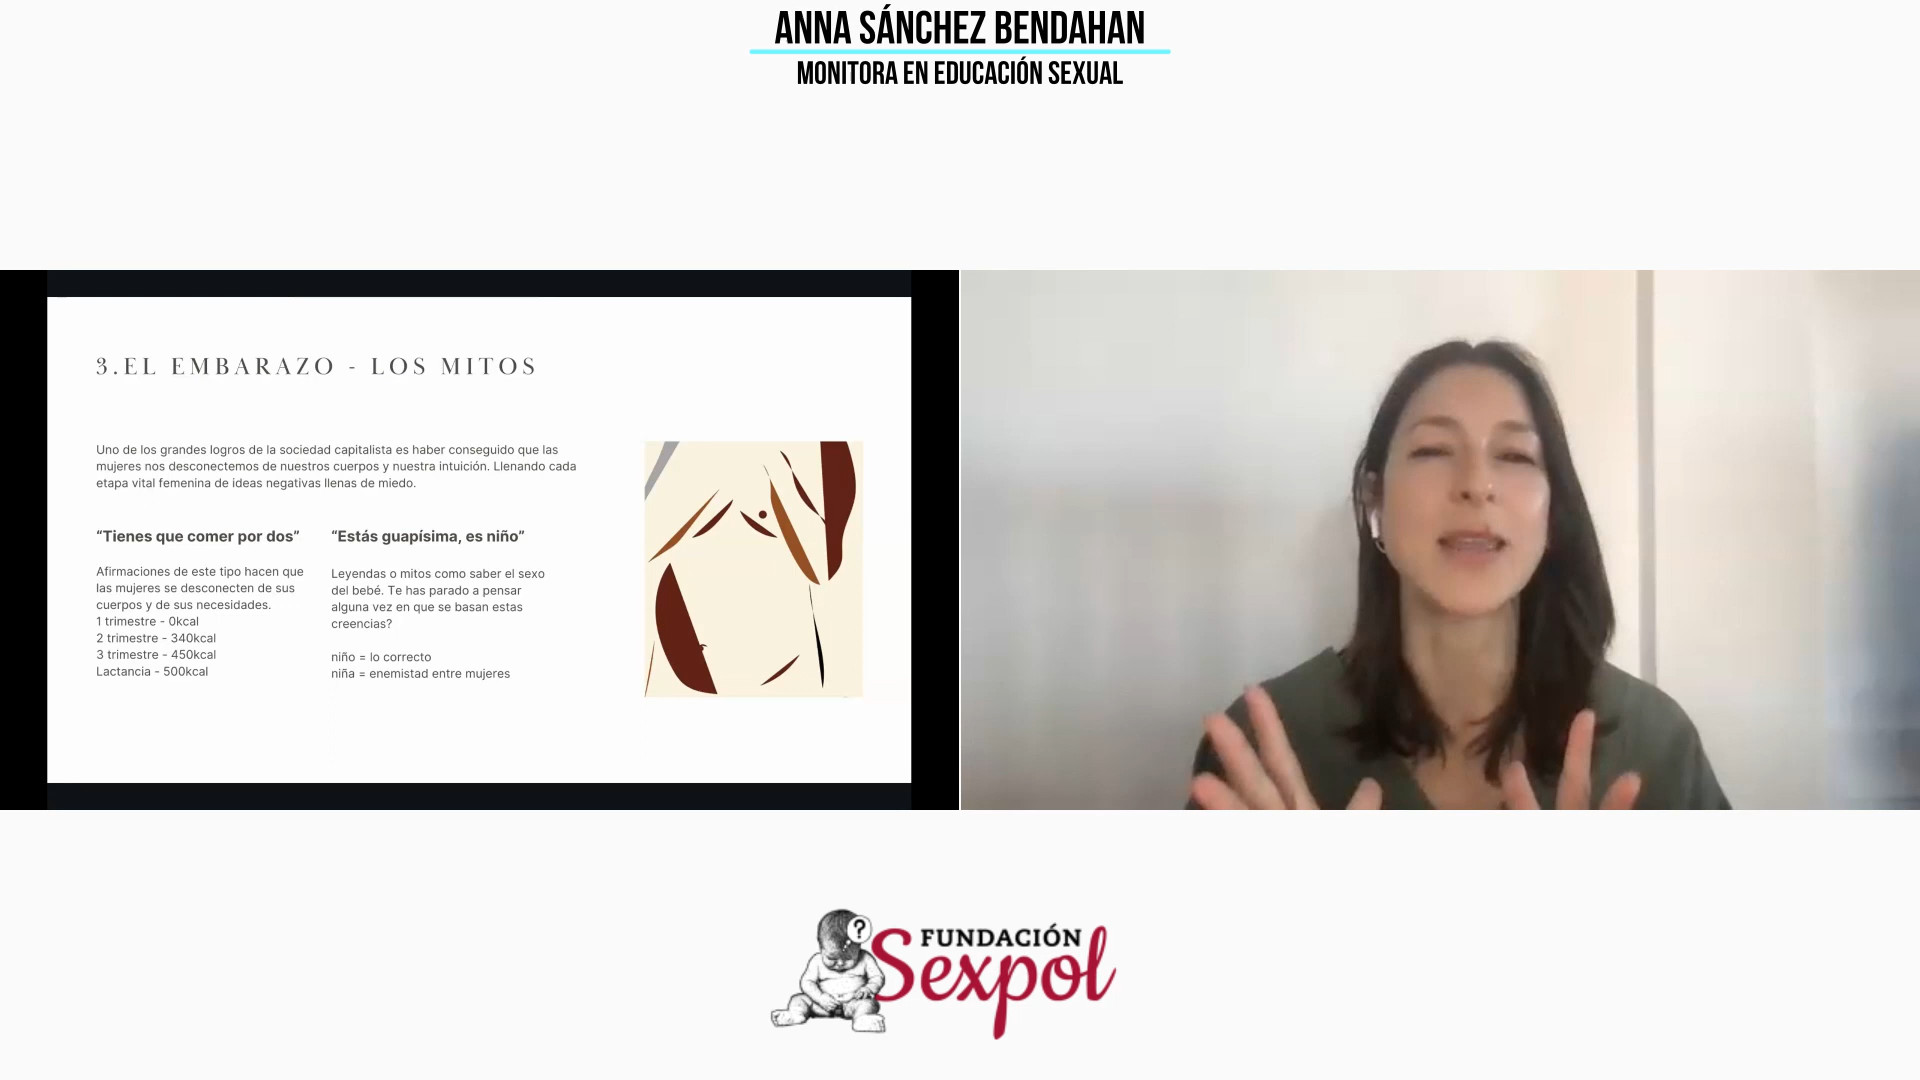 ANNA SÁNCHEZ BENDAHAN
MONITORA EN EDUCACIÓN SEXUAL
3.EL EMBARAZO - LOS MITOS
Uno de los grandes logros de la sociedad capitalista es haber conseguido que las
mujeres nos desconectemos de nuestros cuerpos y nuestra intuición. Llenando cada
etapa vital femenina de ideas negativas llenas de miedo.
“Tienes que comer por dos”
Afirmaciones de este tipo hacen que
las mujeres se desconecten de sus
cuerpos y de sus necesidades.
1 trimestre - 0kcal
2 trimestre - 340kcal
3 trimestre - 450kcal
Lactancia - 500kcal
“Estás guapísima, es niño”
Leyendas o mitos como saber el sexo
del bebé. Te has parado a pensar
alguna vez en que se basan estas
creencias?
niño = lo correcto
niña = enemistad entre mujeres
?
FUNDACIÓN
Sexpol